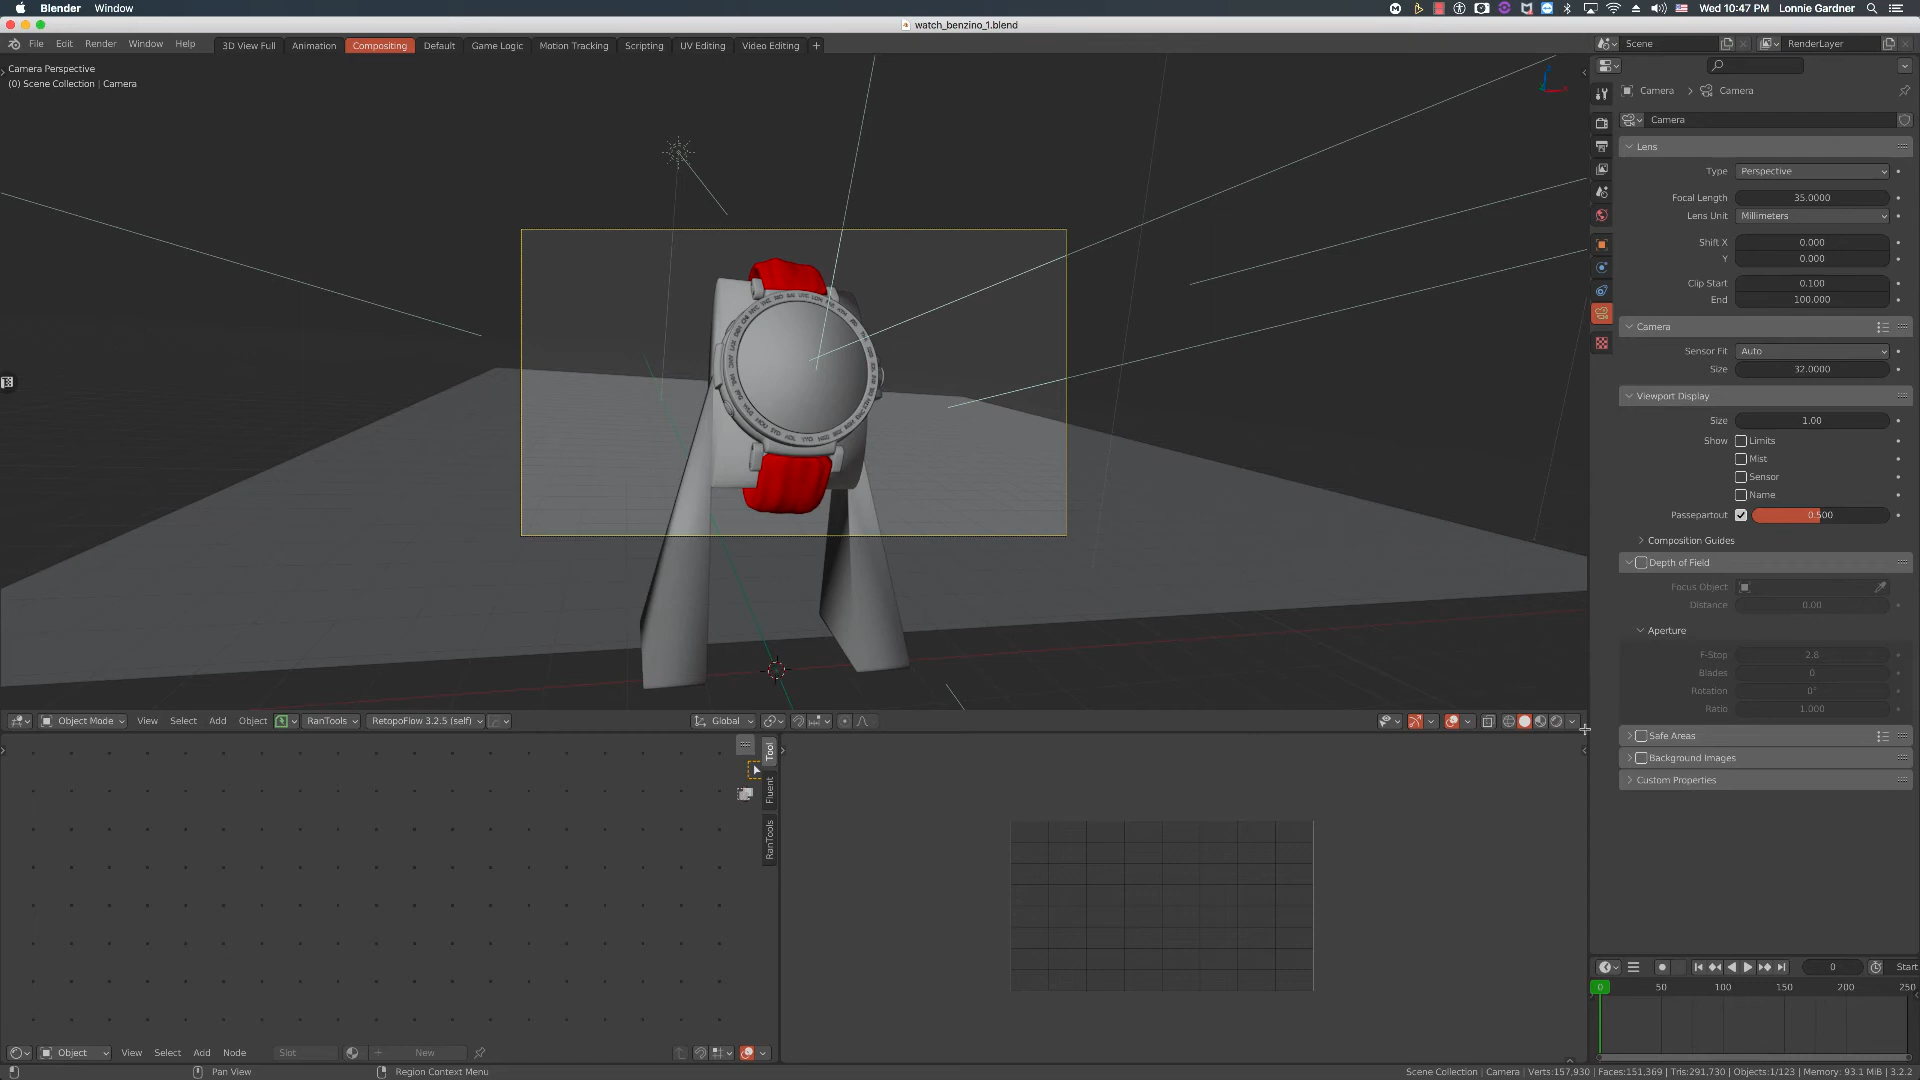 Blender Window
Wed 10:47 PM Lonnie Gardner
watch_benzino_1.blend
File Edit Render Window Help
3D View Full Animation Compositing Default Game Logic Motion Tracking Scripting UV Editing Video Editing +
Scene
RenderLayer
Camera Perspective
(0) Scene Collection | Camera
Camera > Camera
Camera
Lens
Type Perspective
Focal Length 35.0000
Lens Unit Millimeters
Shift X 0.000
Y 0.000
Clip Start 0.100
End 100.000
Camera
Sensor Fit Auto
Size 32.0000
Viewport Display
Size 1.00
Show Limits
Mist
Sensor
Name
Passepartout 0.500
Composition Guides
Depth of Field
Focus Object
Distance 0.00
Aperture
F-Stop 2.8
Blades 0
Rotation 0°
Ratio 1.000
Safe Areas
Background Images
Custom Properties
Object Mode View Select Add Object RanTools RetopoFlow 3.2.5 (self) Global
Tool
Fluent
RanTools
0 Start
0 50 100 150 200 250
Object View Select Add Node Slot New
Pan View Region Context Menu
Scene Collection | Camera Verts:157,930 | Faces:151,369 | Tris:291,730 | Objects:1/123 | Memory: 93.1 MiB | 3.2.2